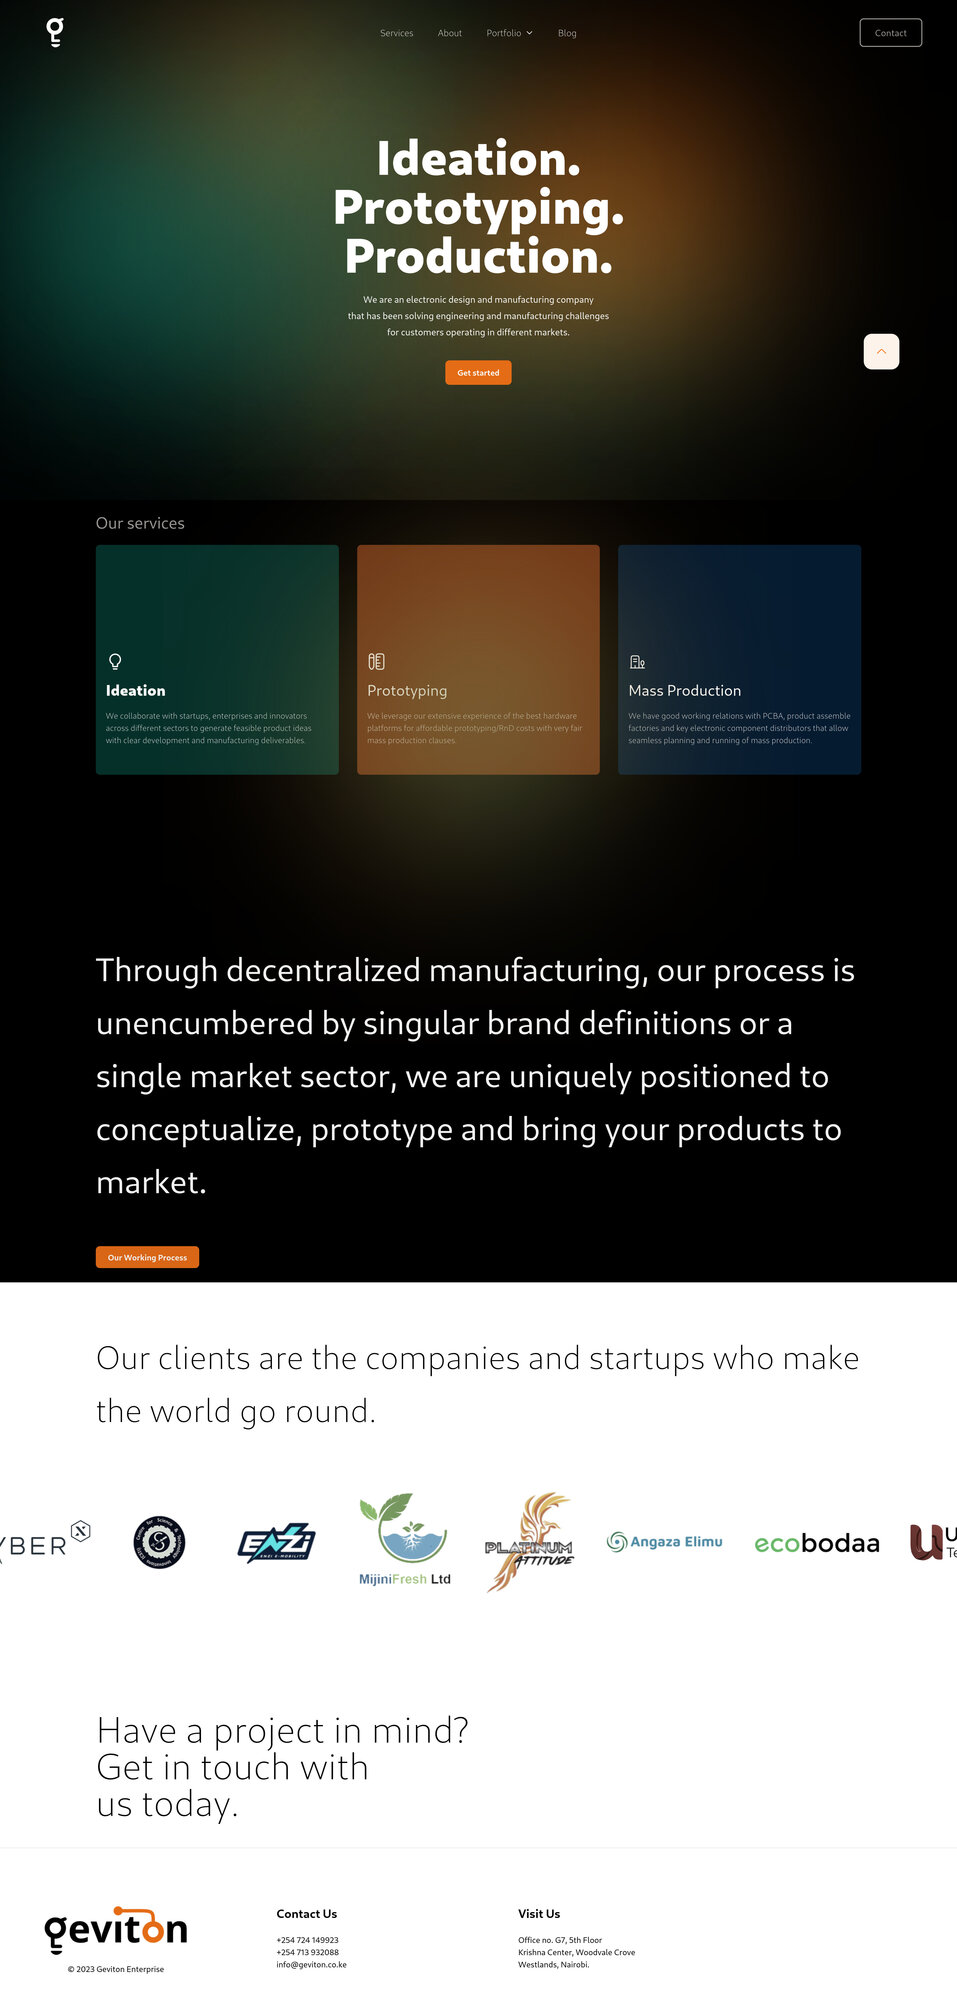 Services About Portfolio Blog Contact
Ideation.
Prototyping.
Production.
We are an electronic design and manufacturing company
that has been solving engineering and manufacturing challenges
for customers operating in different markets.
Get started
Our services
Ideation
We collaborate with startups, enterprises and innovators
across different sectors to generate feasible product ideas
with clear development and manufacturing deliverables.
Prototyping
We leverage our extensive experience of the best hardware
platforms for affordable prototyping/RnD costs with very fair
mass production clauses.
Mass Production
We have good working relations with PCBA, product assemble
factories and key electronic component distributors that allow
seamless planning and running of mass production.
Through decentralized manufacturing, our process is
unencumbered by singular brand definitions or a
single market sector, we are uniquely positioned to
conceptualize, prototype and bring your products to
market.
Our Working Process
Our clients are the companies and startups who make
the world go round.
YBER X
ENZI
ENZI E-MOBILITY
MijiniFresh Ltd
PLATINUM
ATTITUDE
Angaza Elimu
ecobodaa
Te
Have a project in mind?
Get in touch with
us today.
geviton
© 2023 Geviton Enterprise
Contact Us
+254 724 149923
+254 713 932088
info@geviton.co.ke
Visit Us
Office no. G7, 5th Floor
Krishna Center, Woodvale Crove
Westlands, Nairobi.